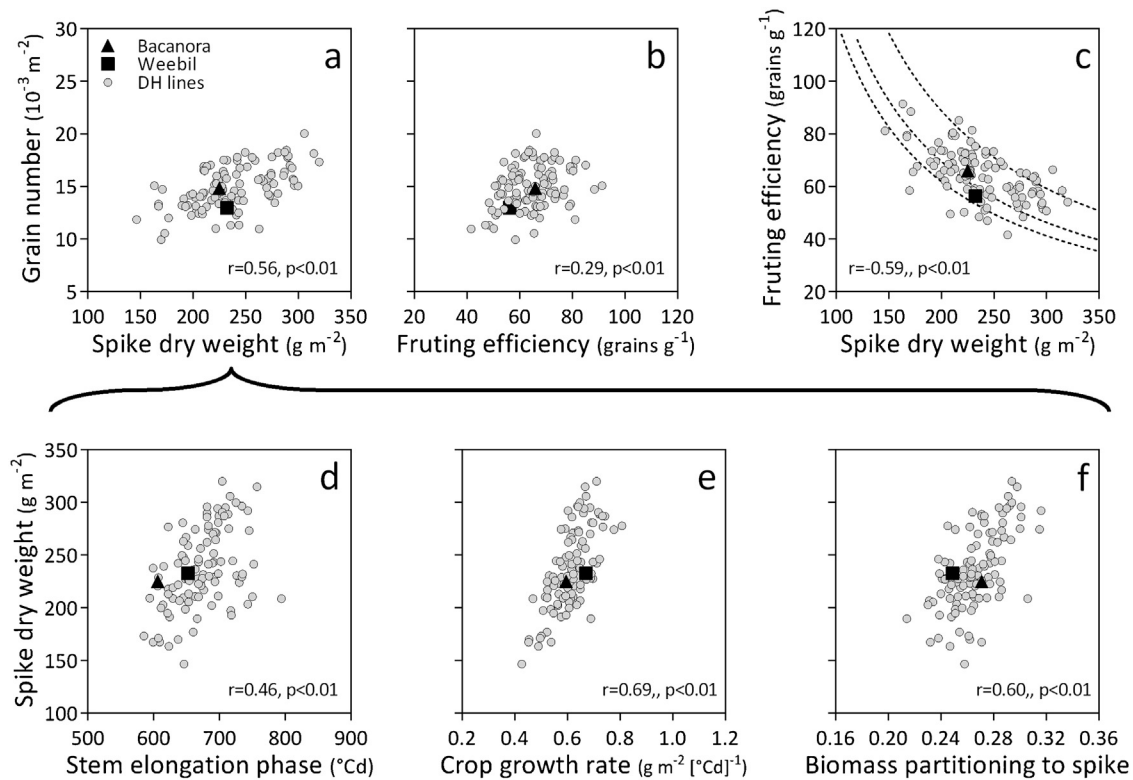 30
25
20
15
10
5
Grain number (10⁻³ m⁻²)
Bacanora
Weebil
DH lines
a
r=0.56, p<0.01
100 150 200 250 300 350
Spike dry weight (g m⁻²)
b
r=0.29, p<0.01
20 40 60 80 100 120
Fruting efficiency (grains g⁻¹)
120
100
80
60
40
20
Fruting efficiency (grains g⁻¹)
c
r=-0.59,, p<0.01
100 150 200 250 300 350
Spike dry weight (g m⁻²)
350
300
250
200
150
100
Spike dry weight (g m⁻²)
d
r=0.46, p<0.01
500 600 700 800 900
Stem elongation phase (°Cd)
e
r=0.69,, p<0.01
0.2 0.4 0.6 0.8 1.0 1.2
Crop growth rate (g m⁻² [°Cd]⁻¹)
f
r=0.60,, p<0.01
0.16 0.20 0.24 0.28 0.32 0.36
Biomass partitioning to spike